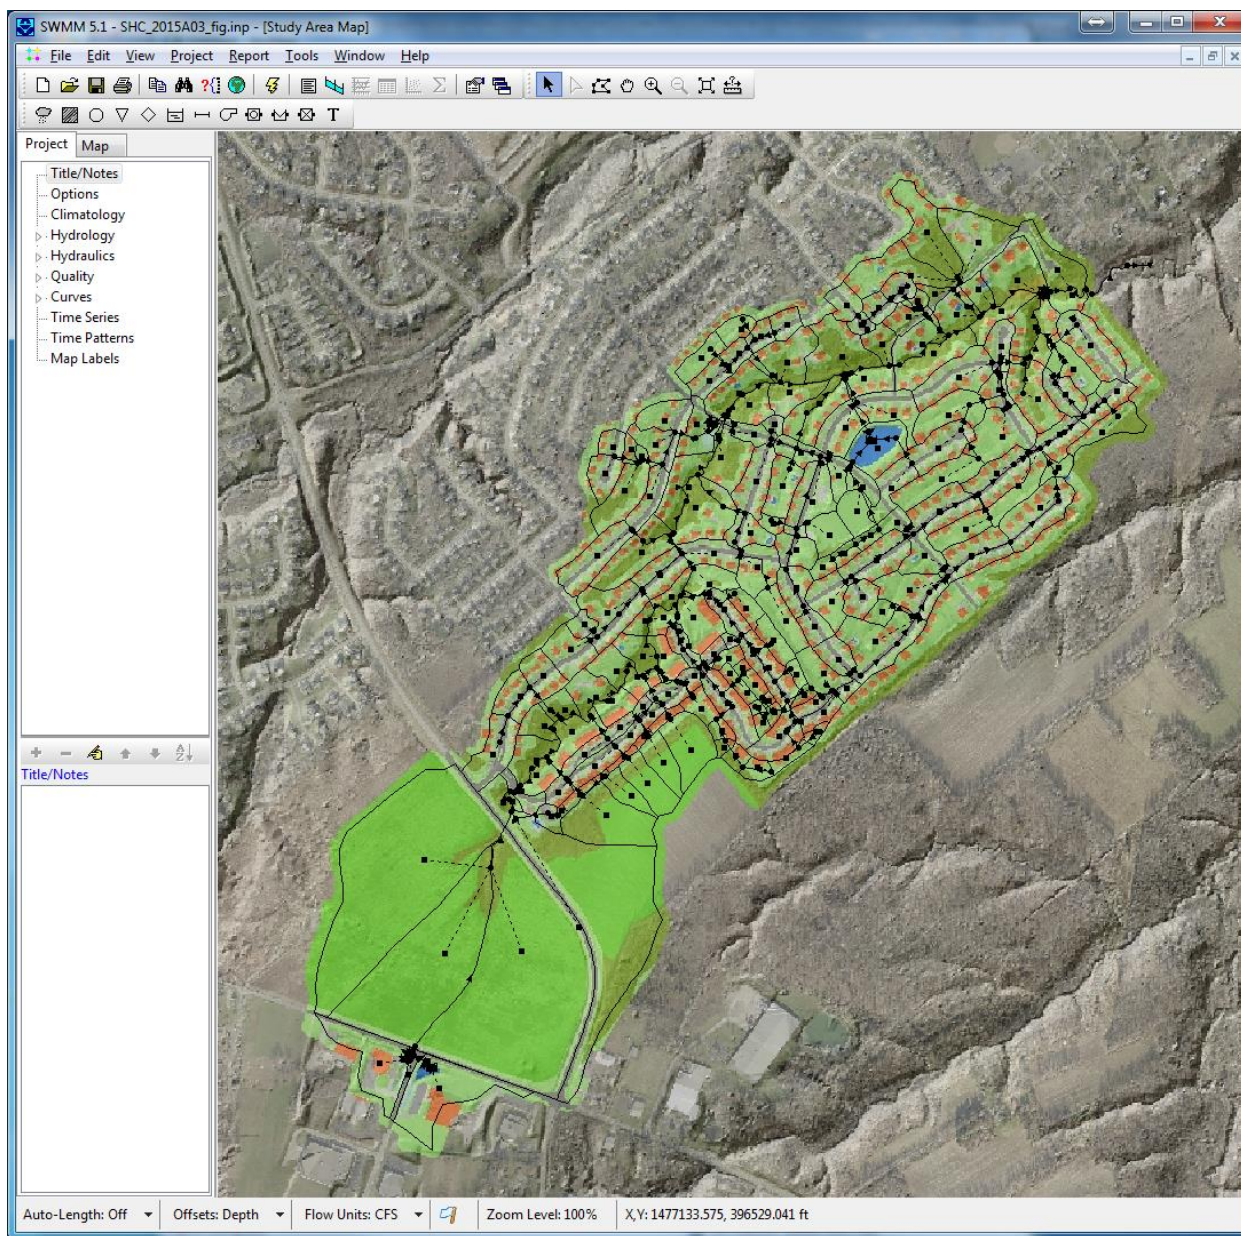 SWMM 5.1 - SHC_2015A03_fig.inp - [Study Area Map]
File Edit View Project Report Tools Window Help
T
Project Map
Title/Notes
Options
Climatology
Hydrology
Hydraulics
Quality
Curves
Time Series
Time Patterns
Map Labels
Title/Notes
Auto-Length: Off Offsets: Depth Flow Units: CFS Zoom Level: 100% X,Y: 1477133.575, 396529.041 ft